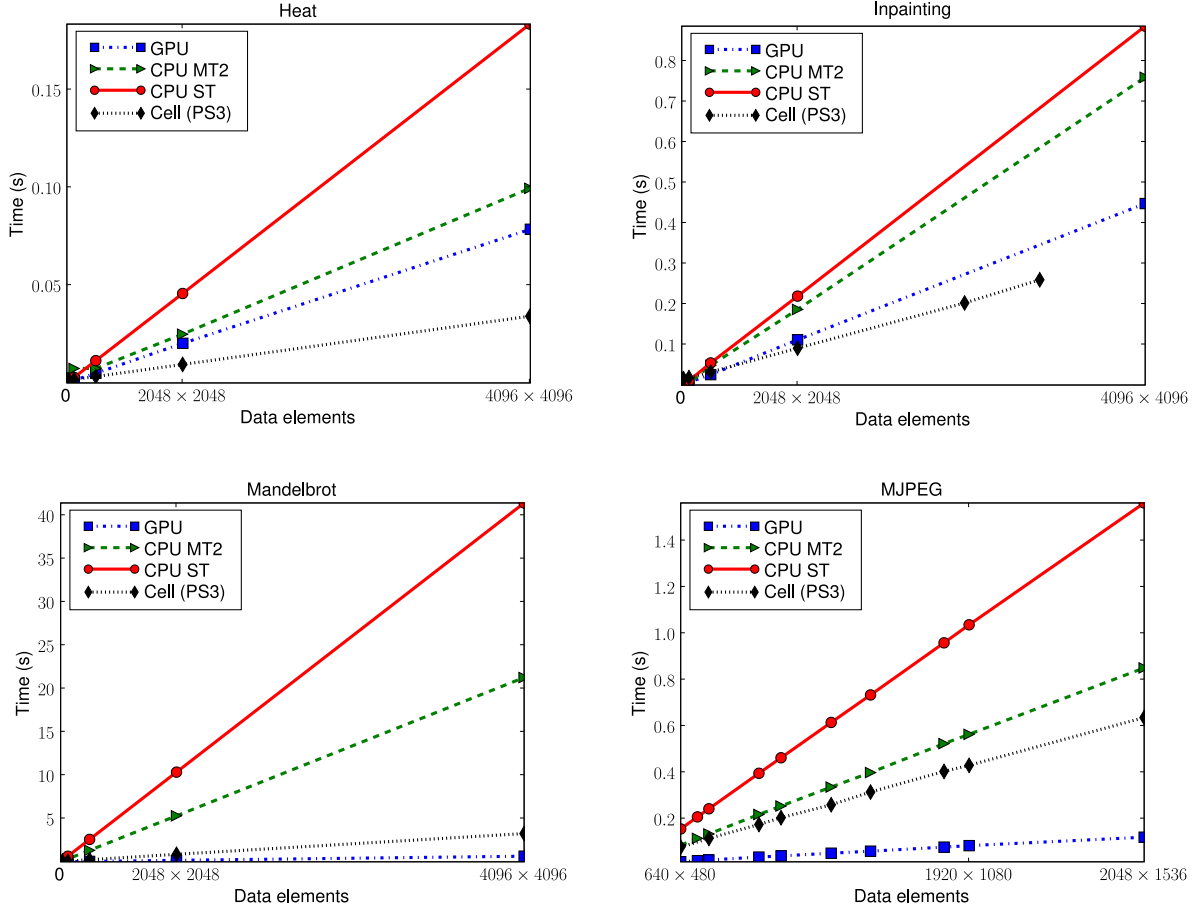 Heat
GPU
CPU MT2
CPU ST
Cell (PS3)
0.15
0.10
0.05
Time (s)
0
2048 × 2048
4096 × 4096
Data elements
Inpainting
GPU
CPU MT2
CPU ST
Cell (PS3)
0.8
0.7
0.6
0.5
0.4
0.3
0.2
0.1
Time (s)
0
2048 × 2048
4096 × 4096
Data elements
Mandelbrot
GPU
CPU MT2
CPU ST
Cell (PS3)
40
35
30
25
20
15
10
5
Time (s)
0
2048 × 2048
4096 × 4096
Data elements
MJPEG
GPU
CPU MT2
CPU ST
Cell (PS3)
1.4
1.2
1.0
0.8
0.6
0.4
0.2
Time (s)
640 × 480
1920 × 1080
2048 × 1536
Data elements